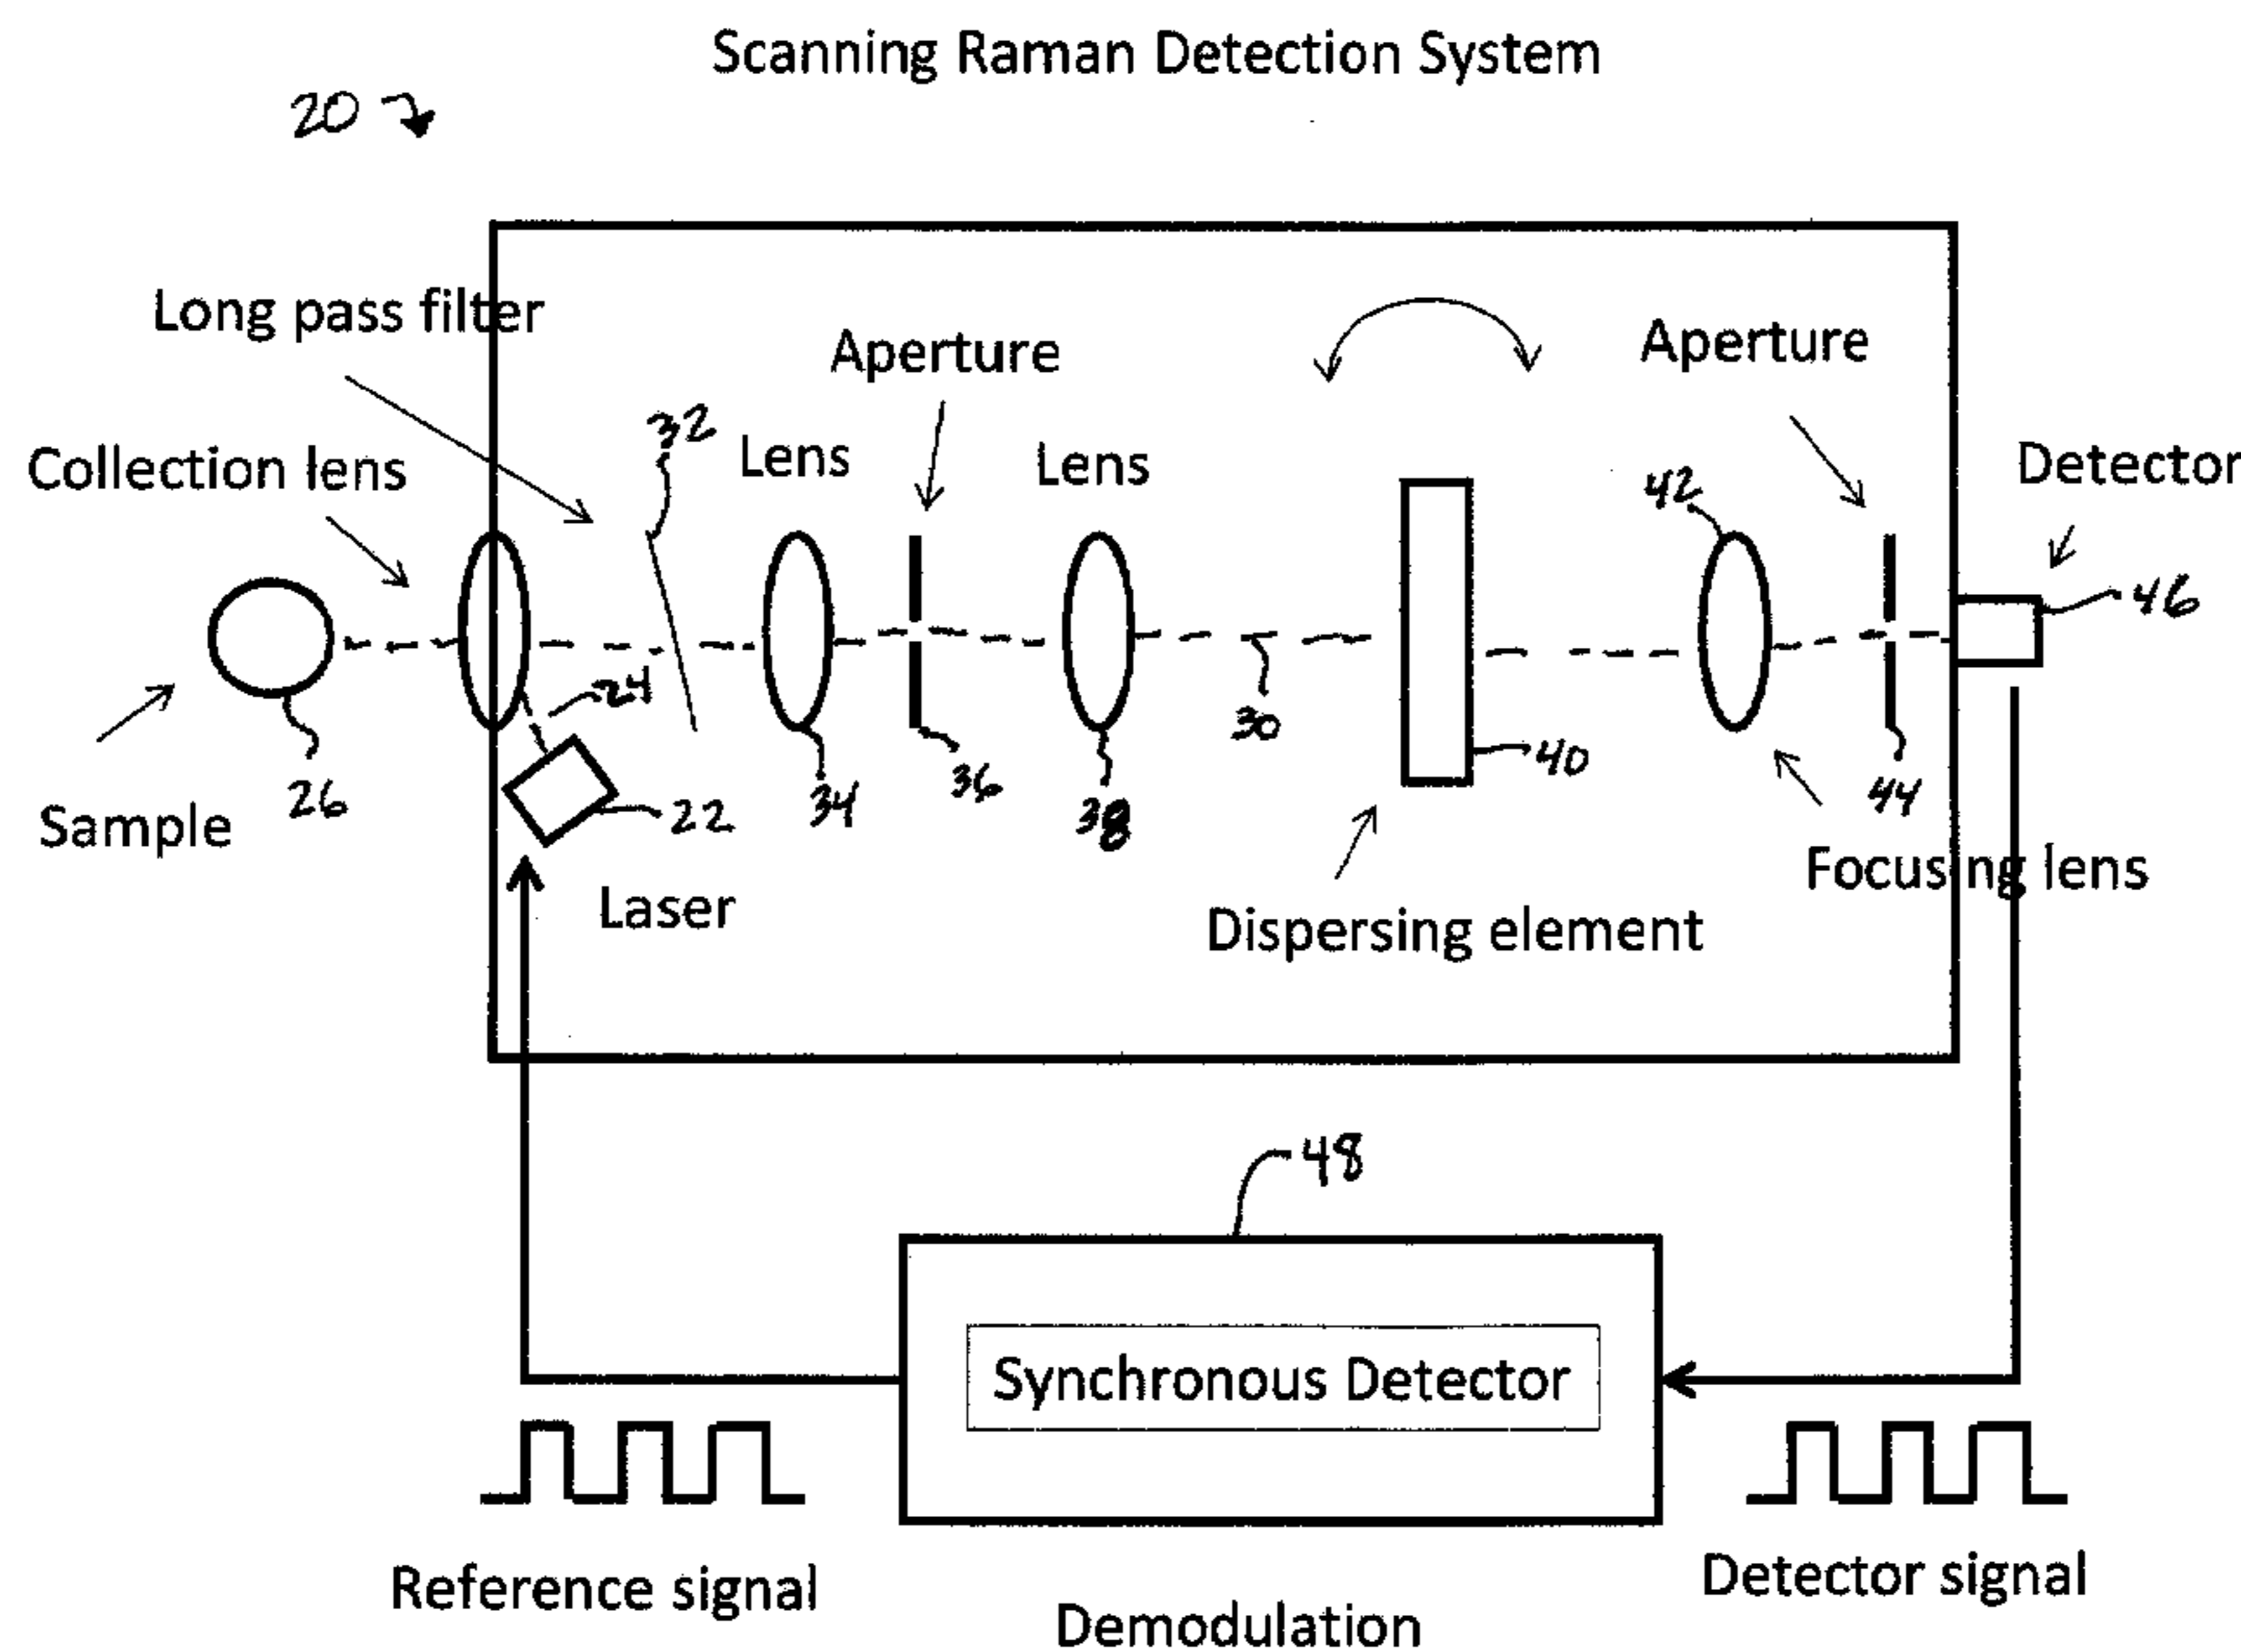 Scanning Raman Detection System
20
Long pass filter
Aperture
Aperture
32
Collection lens
Lens
Lens
42
Detector
46
24
30
40
26
22
34
36
38
44
Sample
Laser
Focusing lens
Dispersing element
48
Synchronous Detector
Reference signal
Detector signal
Demodulation